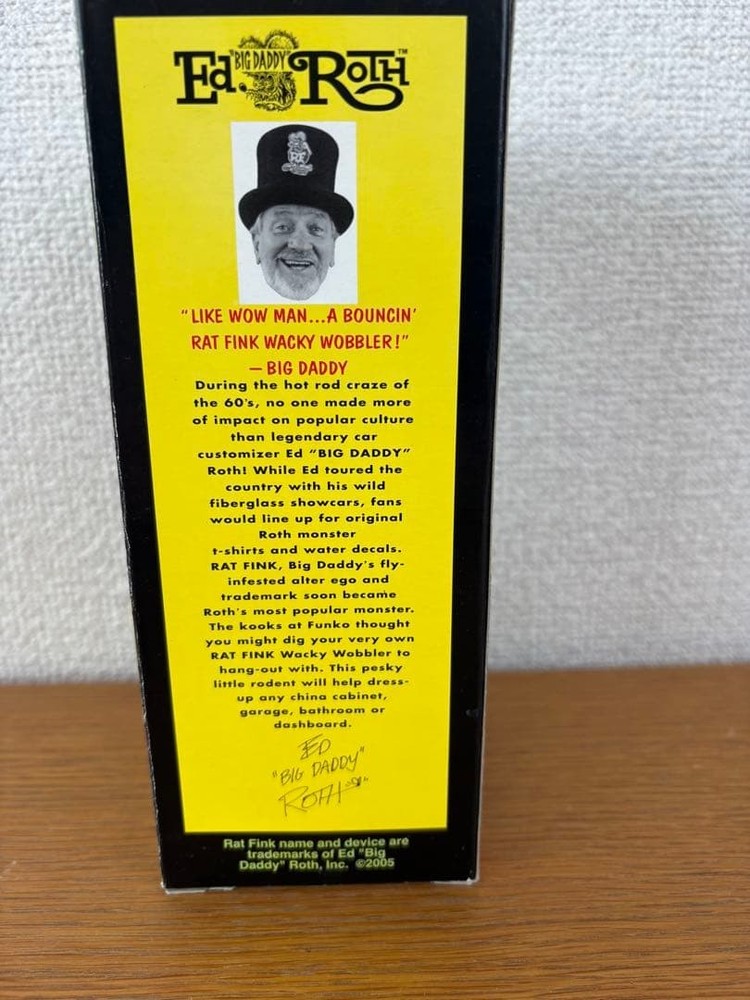 Ed. "BIG DADDY" ROTH™
RF
"LIKE WOW MAN...A BOUNCIN'
RAT FINK WACKY WOBBLER!"
— BIG DADDY
During the hot rod craze of
the 60's, no one made more
of impact on popular culture
than legendary car
customizer Ed "BIG DADDY"
Roth! While Ed toured the
country with his wild
fiberglass showcars, fans
would line up for original
Roth monster
t-shirts and water decals.
RAT FINK, Big Daddy's fly-
infested alter ego and
trademark soon became
Roth's most popular monster.
The kooks at Funko thought
you might dig your very own
RAT FINK Wacky Wobbler to
hang-out with. This pesky
little rodent will help dress-
up any china cabinet,
garage, bathroom or
dashboard.
ED
"BIG DADDY"
ROTH
Rat Fink name and device are
trademarks of Ed "Big
Daddy" Roth, Inc. ©2005